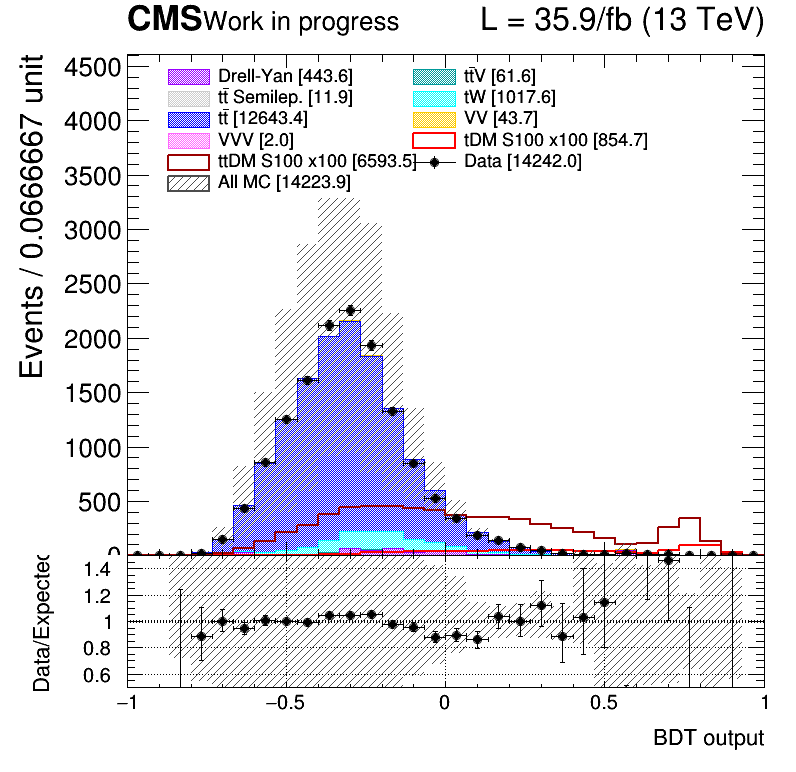 CMS Work in progress L = 35.9/fb (13 TeV)
Events / 0.0666667 unit
4500
4000
3500
3000
2500
2000
1500
1000
500
0
Drell-Yan [443.6] tt̄V [61.6]
tt̄ Semilep. [11.9] tW [1017.6]
tt̄ [12643.4] VV [43.7]
VVV [2.0] tDM S100 x100 [854.7]
ttDM S100 x100 [6593.5] Data [14242.0]
All MC [14223.9]
Data/Expected
1.4
1.2
1
0.8
0.6
−1 −0.5 0 0.5 1
BDT output